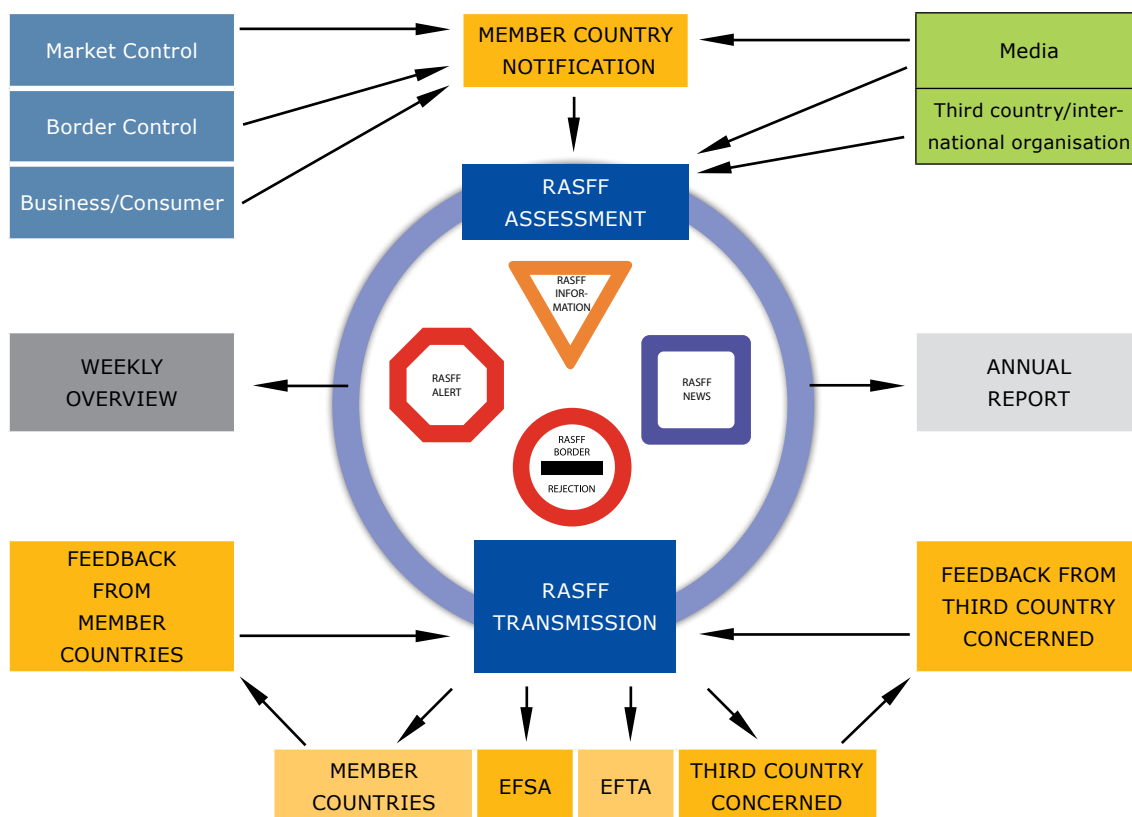 Market Control
Border Control
Business/Consumer
MEMBER COUNTRY
NOTIFICATION
Media
Third country/inter-
national organisation
RASFF
ASSESSMENT
RASFF
INFOR-
MATION
RASFF
ALERT
RASFF
NEWS
RASFF
BORDER
REJECTION
WEEKLY
OVERVIEW
ANNUAL
REPORT
FEEDBACK
FROM
MEMBER
COUNTRIES
RASFF
TRANSMISSION
FEEDBACK FROM
THIRD COUNTRY
CONCERNED
MEMBER
COUNTRIES
EFSA
EFTA
THIRD COUNTRY
CONCERNED